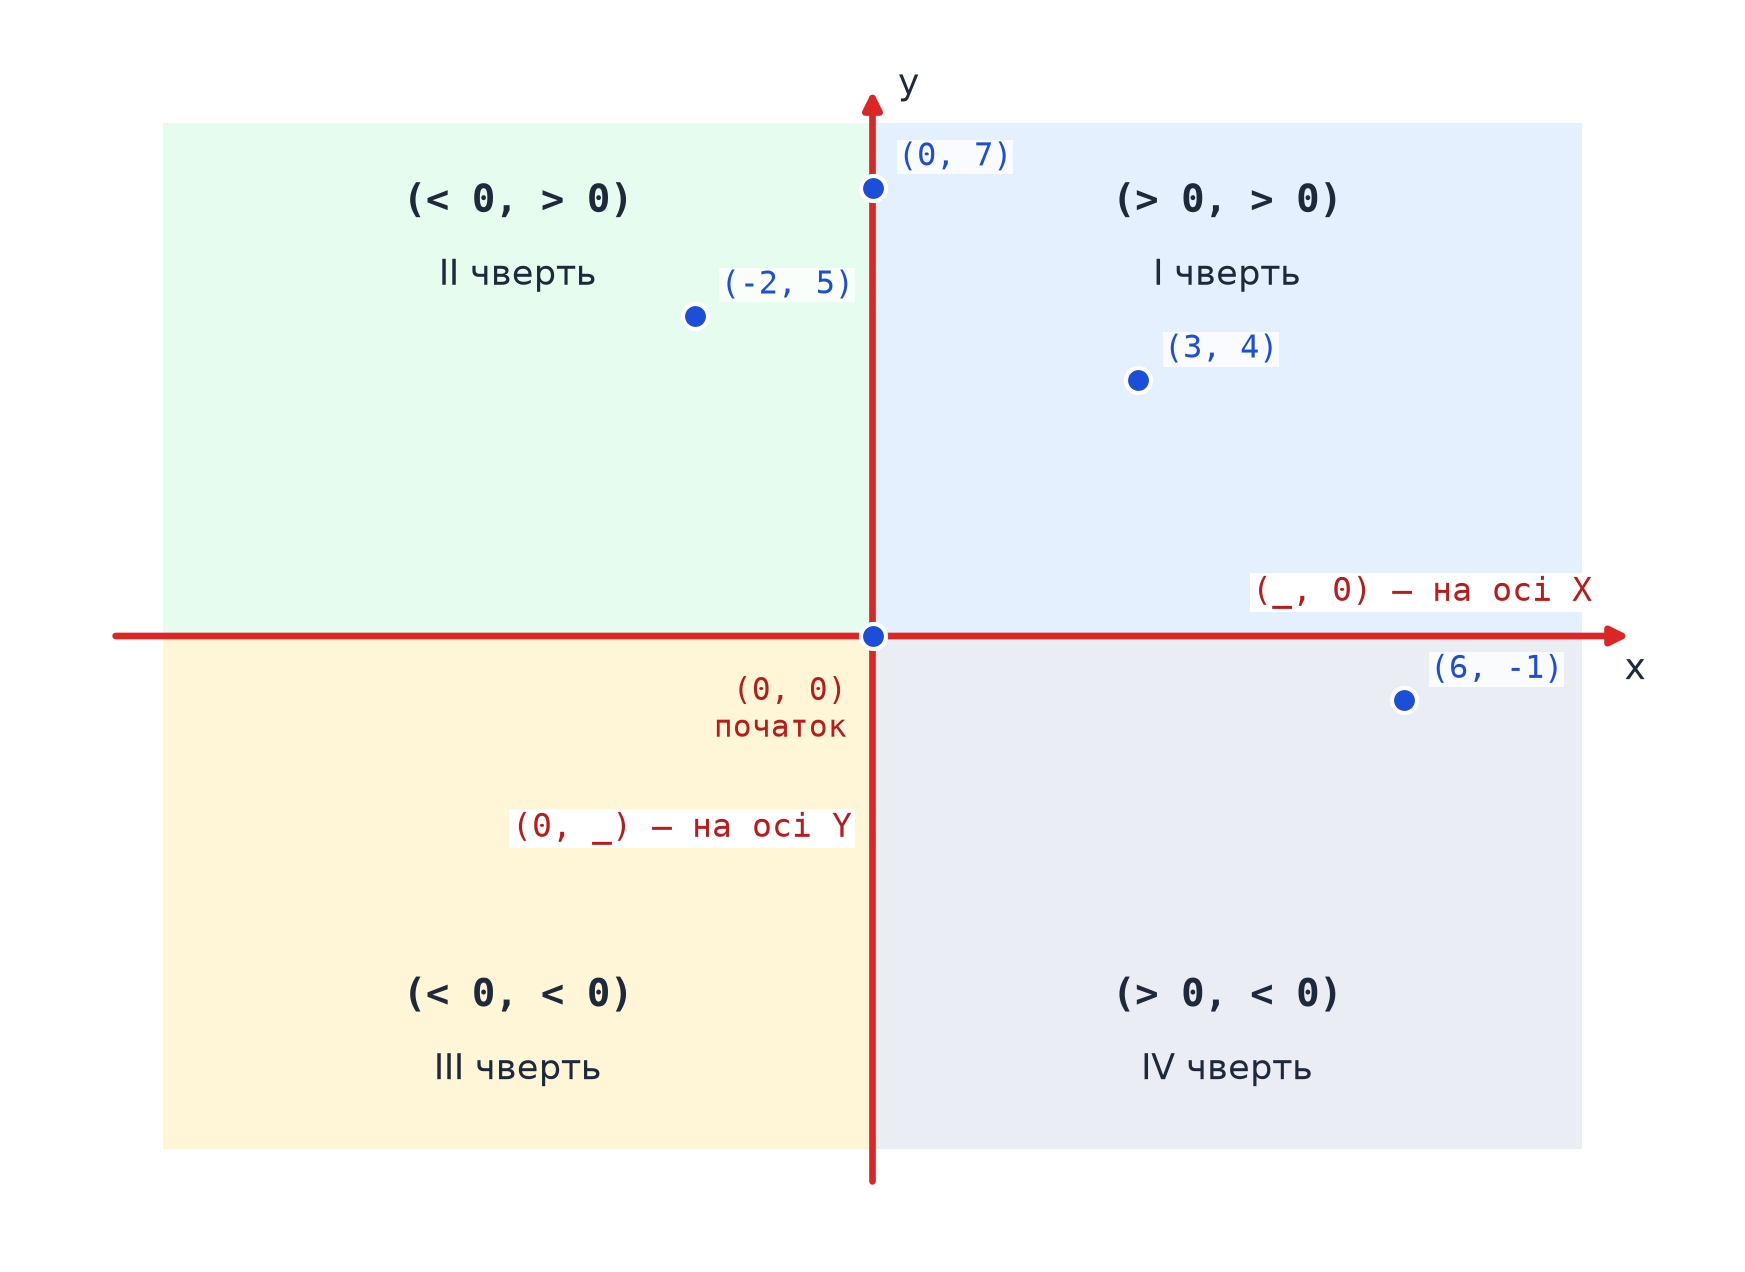 y
(0, 7)
(< 0, > 0)
(> 0, > 0)
II чверть
I чверть
(-2, 5)
(3, 4)
(_, 0) — на осі X
x
(6, -1)
(0, 0)
початок
(0, _) — на осі Y
(< 0, < 0)
(> 0, < 0)
III чверть
IV чверть